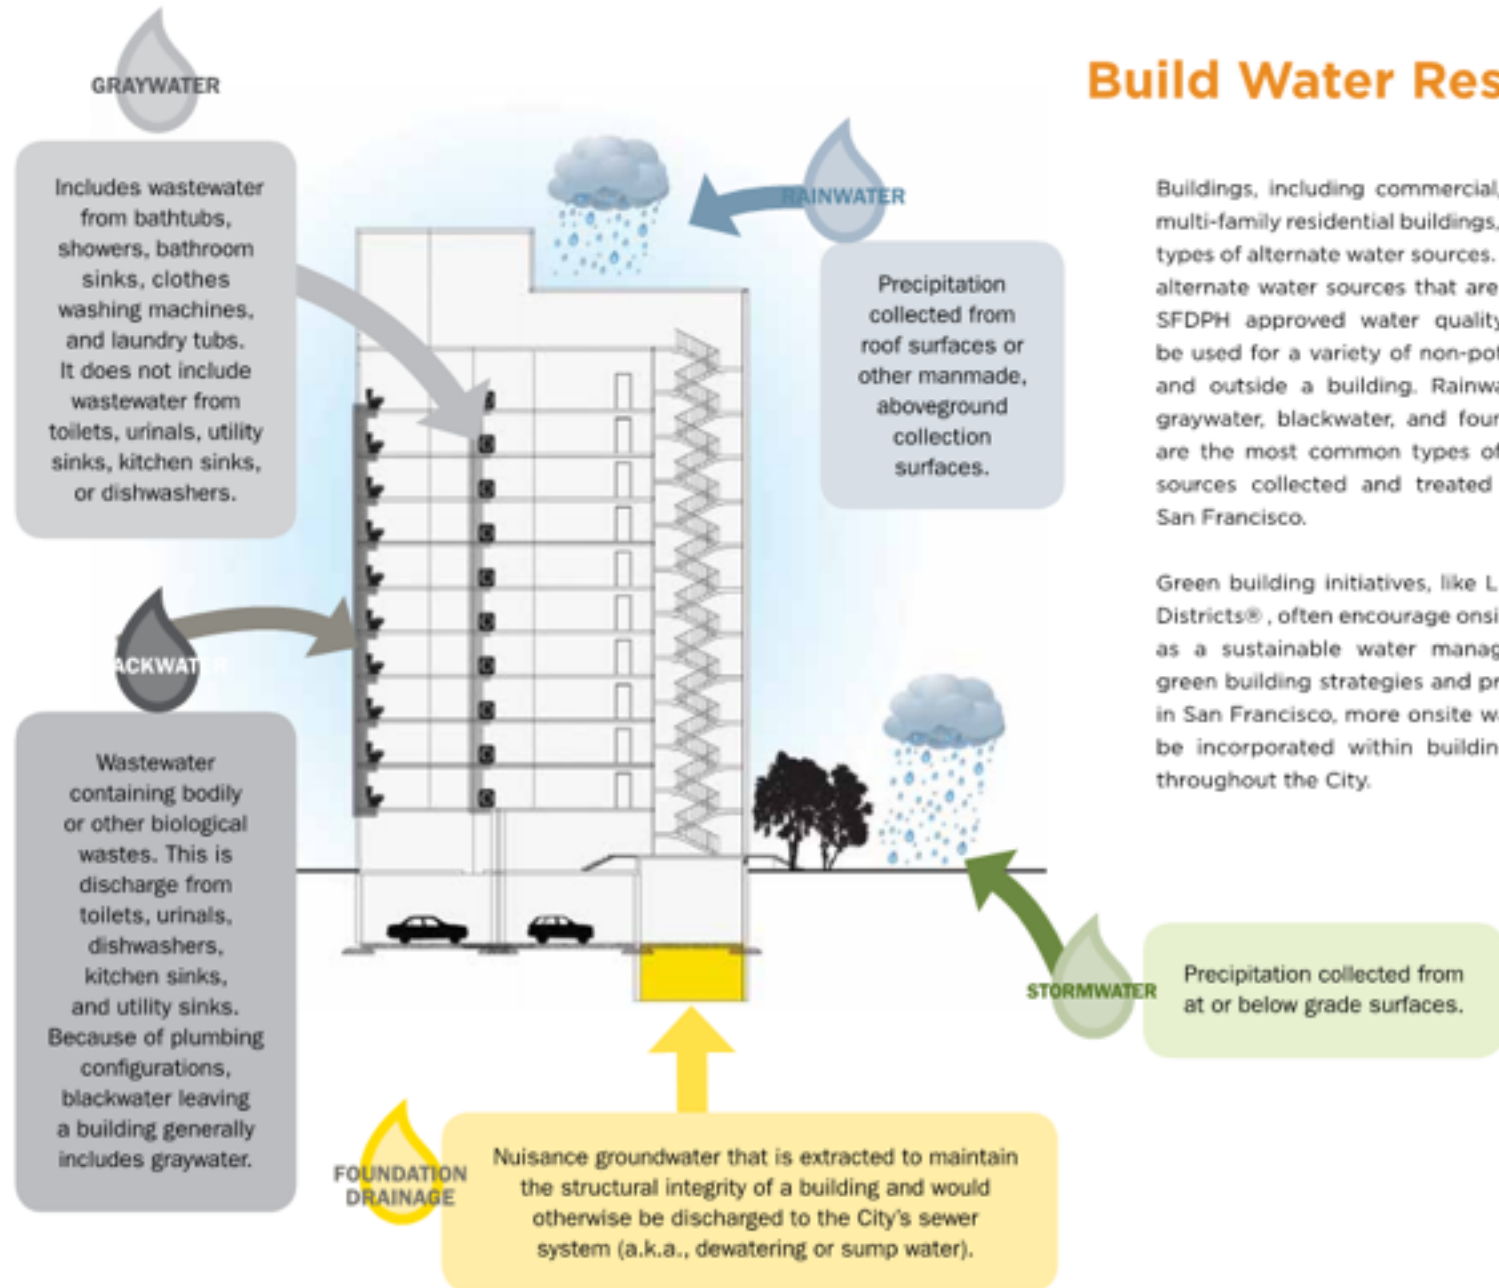 GRAYWATER
Includes wastewater
from bathtubs,
showers, bathroom
sinks, clothes
washing machines,
and laundry tubs.
It does not include
wastewater from
toilets, urinals, utility
sinks, kitchen sinks,
or dishwashers.
ACKWATER
Wastewater
containing bodily
or other biological
wastes. This is
discharge from
toilets, urinals,
dishwashers,
kitchen sinks,
and utility sinks.
Because of plumbing
configurations,
blackwater leaving
a building generally
includes graywater.
RAINWATER
Precipitation
collected from
roof surfaces or
other manmade,
aboveground
collection
surfaces.
FOUNDATION
DRAINAGE
Nuisance groundwater that is extracted to maintain
the structural integrity of a building and would
otherwise be discharged to the City's sewer
system (a.k.a., dewatering or sump water).
STORMWATER
Precipitation collected from
at or below grade surfaces.
Build Water Res
Buildings, including commercial,
multi-family residential buildings,
types of alternate water sources.
alternate water sources that are
SFDPH approved water quality
be used for a variety of non-pot
and outside a building. Rainwa
graywater, blackwater, and four
are the most common types of
sources collected and treated
San Francisco.
Green building initiatives, like L
Districts®, often encourage onsi
as a sustainable water manag
green building strategies and pr
in San Francisco, more onsite wa
be incorporated within buildin
throughout the City.